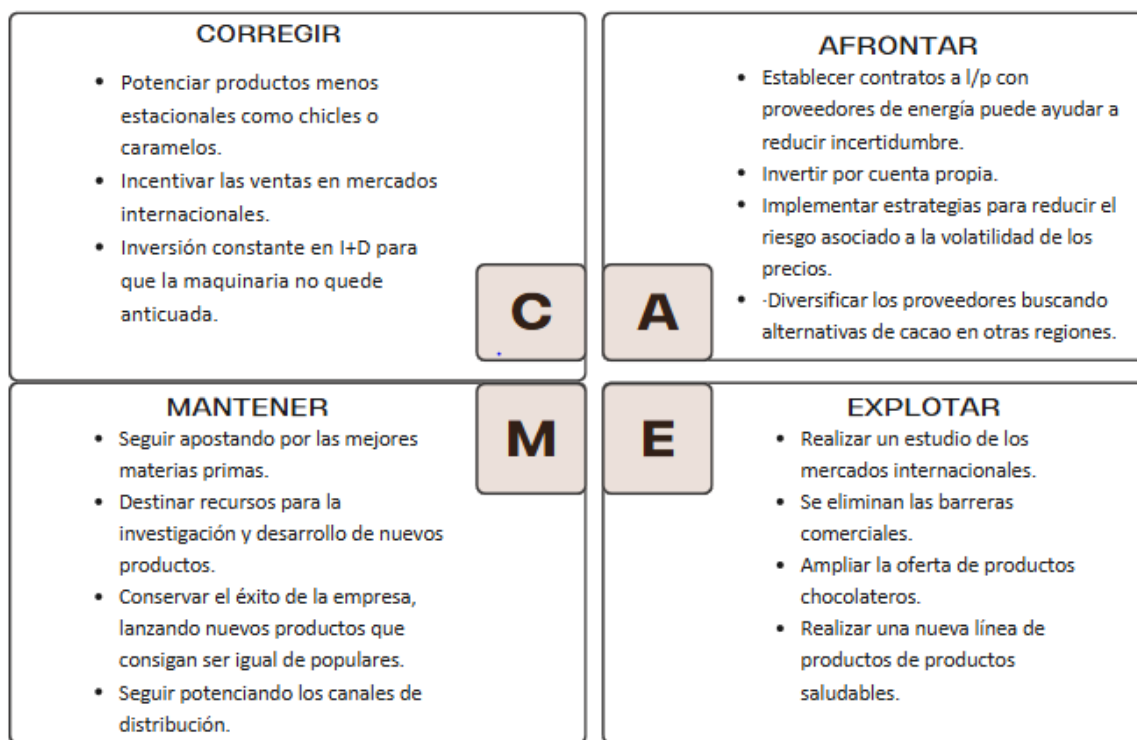 CORREGIR
• Potenciar productos menos
estacionales como chicles o
caramelos.
• Incentivar las ventas en mercados
internacionales.
• Inversión constante en I+D para
que la maquinaria no quede
anticuada.
C
AFRONTAR
• Establecer contratos a l/p con
proveedores de energía puede ayudar a
reducir incertidumbre.
• Invertir por cuenta propia.
• Implementar estrategias para reducir el
riesgo asociado a la volatilidad de los
precios.
• -Diversificar los proveedores buscando
alternativas de cacao en otras regiones.
A
MANTENER
• Seguir apostando por las mejores
materias primas.
• Destinar recursos para la
investigación y desarrollo de nuevos
productos.
• Conservar el éxito de la empresa,
lanzando nuevos productos que
consigan ser igual de populares.
• Seguir potenciando los canales de
distribución.
M
EXPLOTAR
• Realizar un estudio de los
mercados internacionales.
• Se eliminan las barreras
comerciales.
• Ampliar la oferta de productos
chocolateros.
• Realizar una nueva línea de
productos de productos
saludables.
E